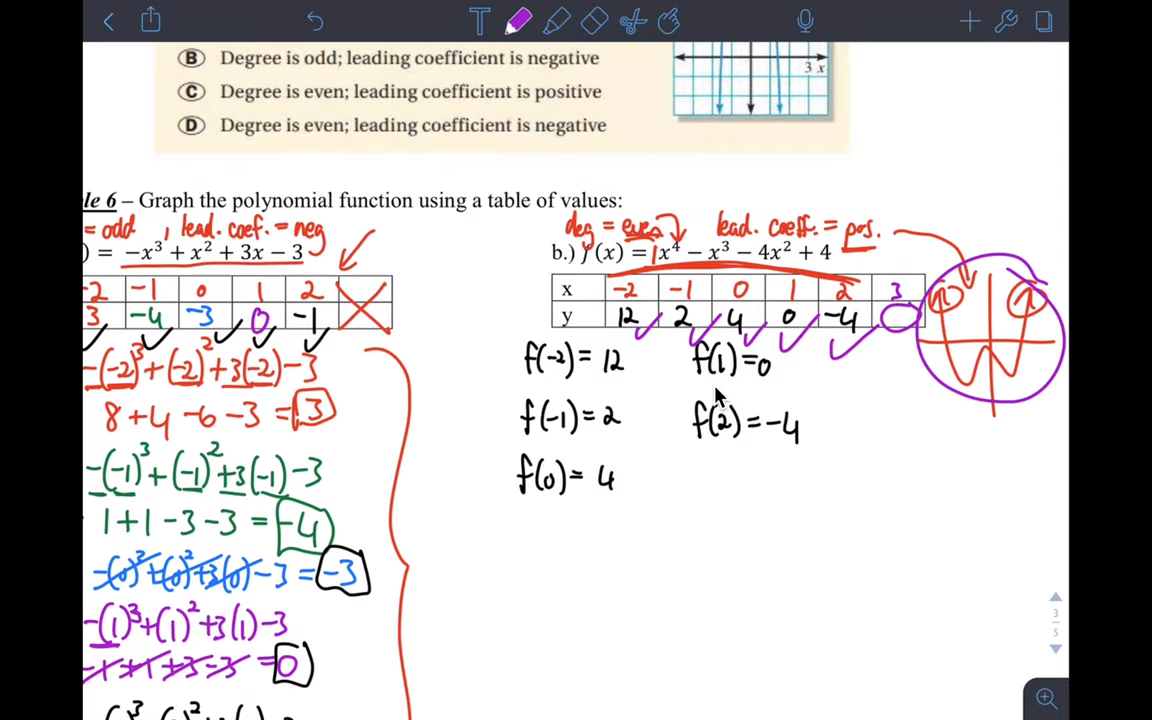 3 x
B Degree is odd; leading coefficient is negative
C Degree is even; leading coefficient is positive
D Degree is even; leading coefficient is negative
le 6 – Graph the polynomial function using a table of values:
= odd , lead. coef. = neg
) = −x³ + x² + 3x − 3
-2 -1 0 1 2
3 -4 -3 0 -1
-(-2)³+(-2)²+3(-2)-3
8+4-6-3=3
-(-1)³+(-1)²+3(-1)-3
1+1-3-3=-4
-(0)³+(0)²+3(0)-3=-3
-(1)³+(1)²+3(1)-3
-1+1+3-3=0
deg = even lead. coeff. = pos.
b.) f(x) = 1x⁴ − x³ − 4x² + 4
x -2 -1 0 1 2 3
y 12 2 4 0 -4
f(-2)=12 f(1)=0
f(-1)=2 f(2)=-4
f(0)=4
3
5